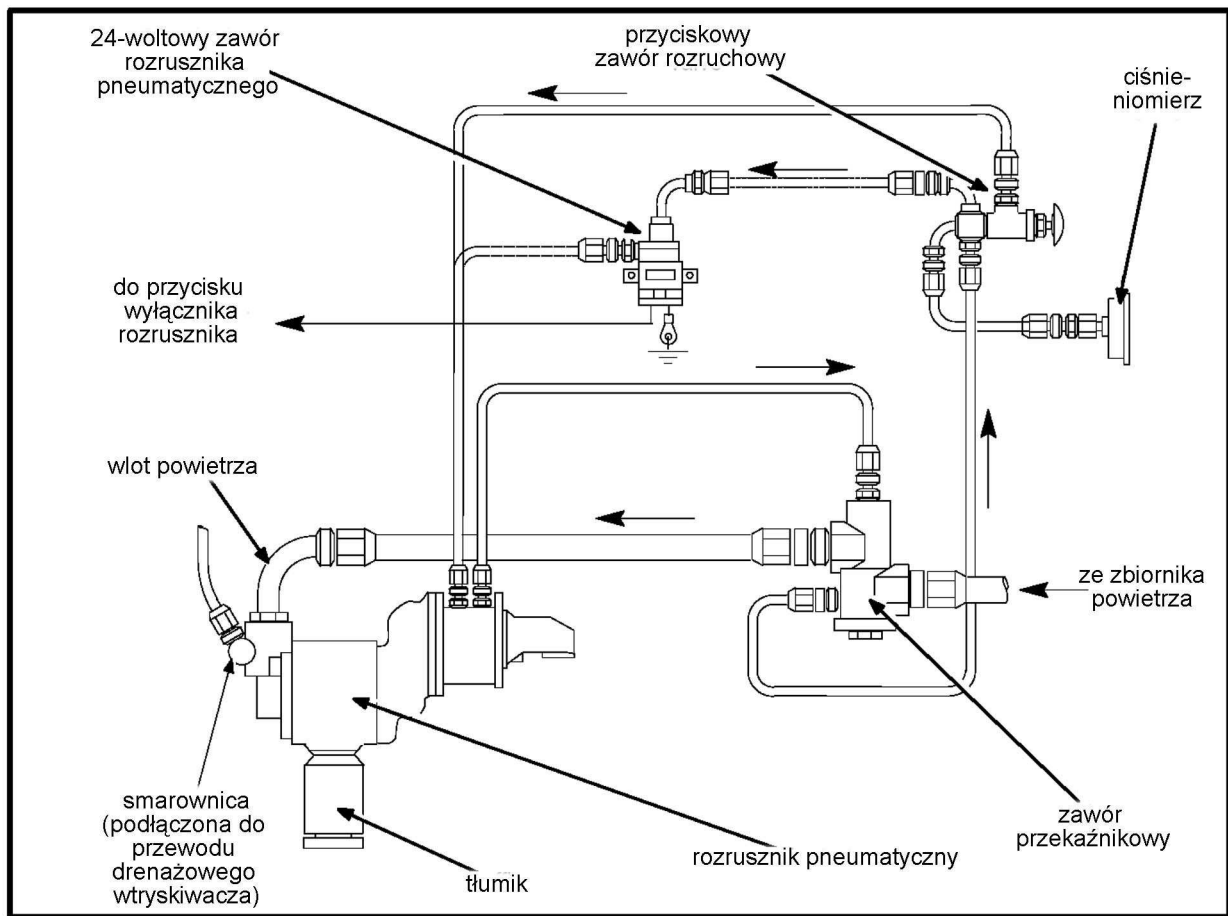 24-woltowy zawór
rozrusznika
pneumatycznego
przyciskowy
zawór rozruchowy
ciśnie-
niomierz
do przycisku
wyłącznika
rozrusznika
wlot powietrza
ze zbiornika
powietrza
smarownica
(podłączona do
przewodu
drenażowego
wtryskiwacza)
tłumik
rozrusznik pneumatyczny
zawór
przekaźnikowy